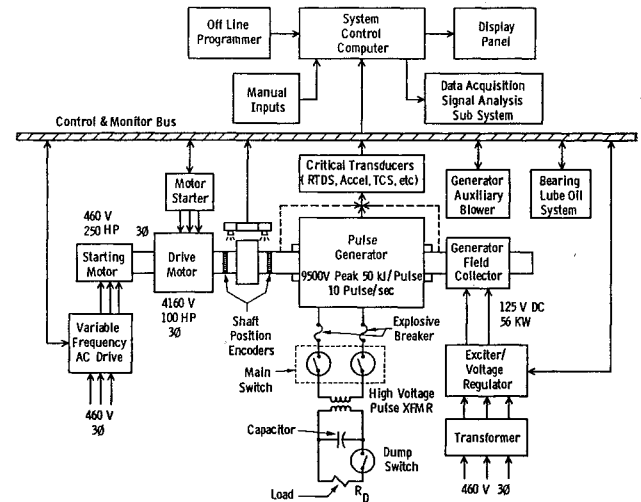 Off Line
Programmer
System
Control
Computer
Display
Panel
Manual
Inputs
Data Acquisition
Signal Analysis
Sub System
Control & Monitor Bus
Motor
Starter
Critical Transducers
( RTDS, Accel, TCS, etc)
Generator
Auxiliary
Blower
Bearing
Lube Oil
System
460 V
250 HP
3Ø
Starting
Motor
Drive
Motor
Pulse
Generator
9500V Peak 50 kJ/Pulse
10 Pulse/sec
Generator
Field
Collector
4160 V
100 HP
3Ø
Shaft
Position
Encoders
Explosive
Breaker
125 V DC
56 KW
Variable
Frequency
AC Drive
Main
Switch
High Voltage
Pulse XFMR
Exciter/
Voltage
Regulator
460 V
3Ø
Capacitor
Dump
Switch
Transformer
Load
RD
460 V 3Ø